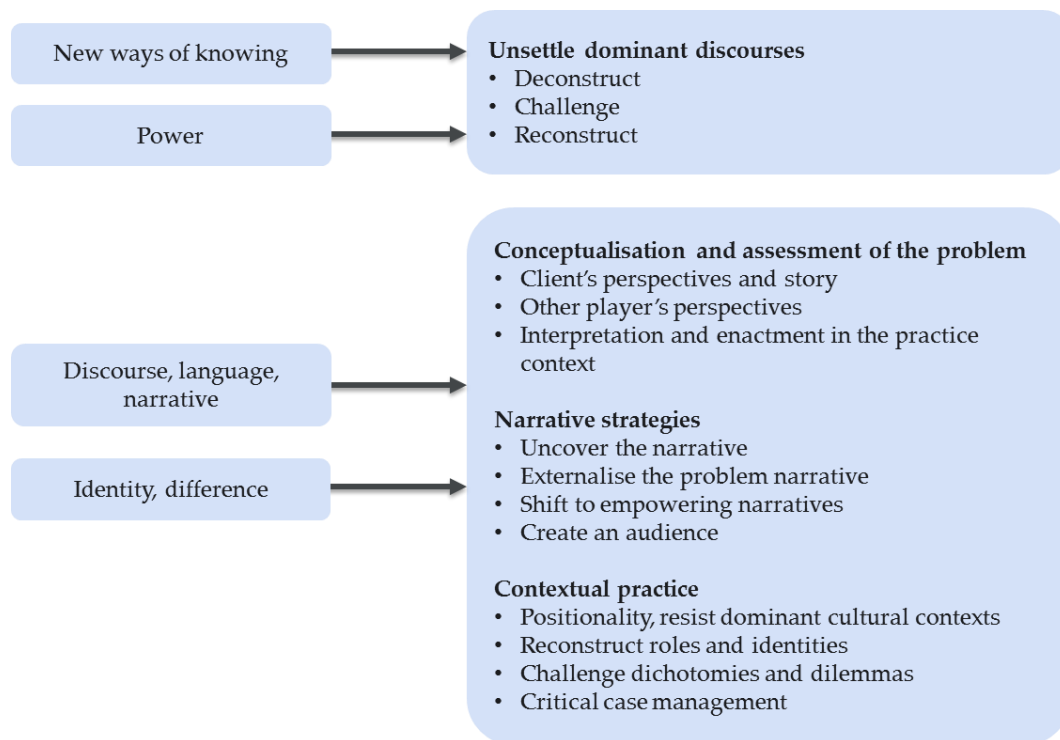 New ways of knowing
Power
Unsettle dominant discourses
• Deconstruct
• Challenge
• Reconstruct
Discourse, language,
narrative
Identity, difference
Conceptualisation and assessment of the problem
• Client's perspectives and story
• Other player's perspectives
• Interpretation and enactment in the practice
context
Narrative strategies
• Uncover the narrative
• Externalise the problem narrative
• Shift to empowering narratives
• Create an audience
Contextual practice
• Positionality, resist dominant cultural contexts
• Reconstruct roles and identities
• Challenge dichotomies and dilemmas
• Critical case management